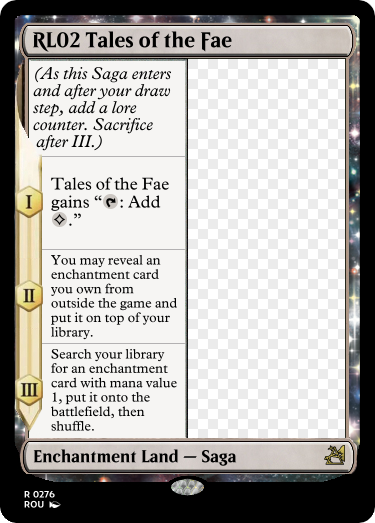 RL02 Tales of the Fae
(As this Saga enters
and after your draw
step, add a lore
counter. Sacrifice
after III.)
I
Tales of the Fae
gains “: Add
.”
II
You may reveal an
enchantment card
you own from
outside the game and
put it on top of your
library.
III
Search your library
for an enchantment
card with mana value
1, put it onto the
battlefield, then
shuffle.
Enchantment Land — Saga
R 0276
ROU